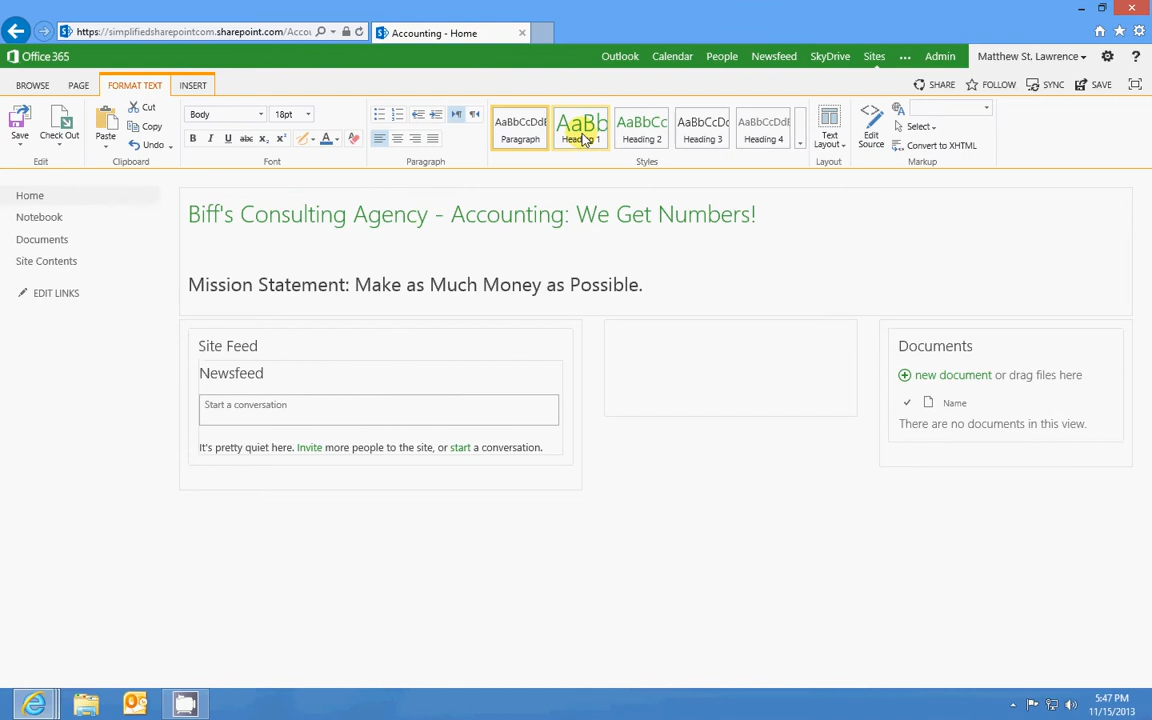 https://simplifiedsharepointcom.sharepoint.com/Accou
Accounting - Home
Office 365
Outlook Calendar People Newsfeed SkyDrive Sites ... Admin Matthew St. Lawrence ?
BROWSE PAGE FORMAT TEXT INSERT SHARE FOLLOW SYNC SAVE
Save Check Out Paste Cut Copy Undo
Body 18pt
B I U abc x₂ x² A
AaBbCcDdE AaBb AaBbCc AaBbCcDc AaBbCcDdE
Paragraph Heading 1 Heading 2 Heading 3 Heading 4
Text Layout Edit Source Select Convert to XHTML
Edit Clipboard Font Paragraph Styles Layout Markup
Home
Notebook
Documents
Site Contents
EDIT LINKS
Biff's Consulting Agency - Accounting: We Get Numbers!
Mission Statement: Make as Much Money as Possible.
Site Feed
Newsfeed
Start a conversation
It's pretty quiet here. Invite more people to the site, or start a conversation.
Documents
new document or drag files here
Name
There are no documents in this view.
5:47 PM
11/15/2013